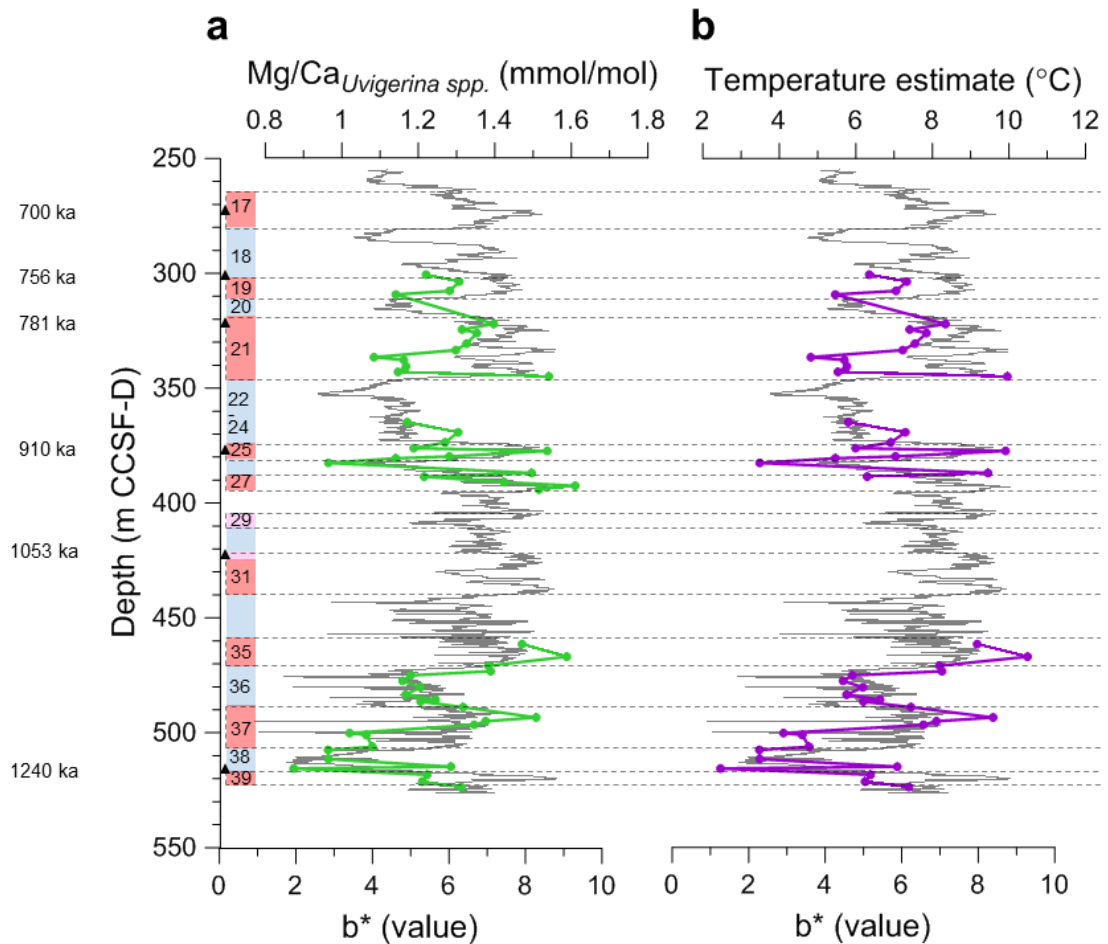 a b
Mg/Ca Uvigerina spp. (mmol/mol) Temperature estimate (°C)
0.8 1 1.2 1.4 1.6 1.8 2 4 6 8 10 12
250
17
700 ka
18
756 ka 300
19
20
781 ka
21
350
22
-
24
910 ka 25
27
400
29
1053 ka
31
450
35
36
500 37
38
1240 ka
39
550
Depth (m CCSF-D)
0 2 4 6 8 10 0 2 4 6 8 10
b* (value) b* (value)